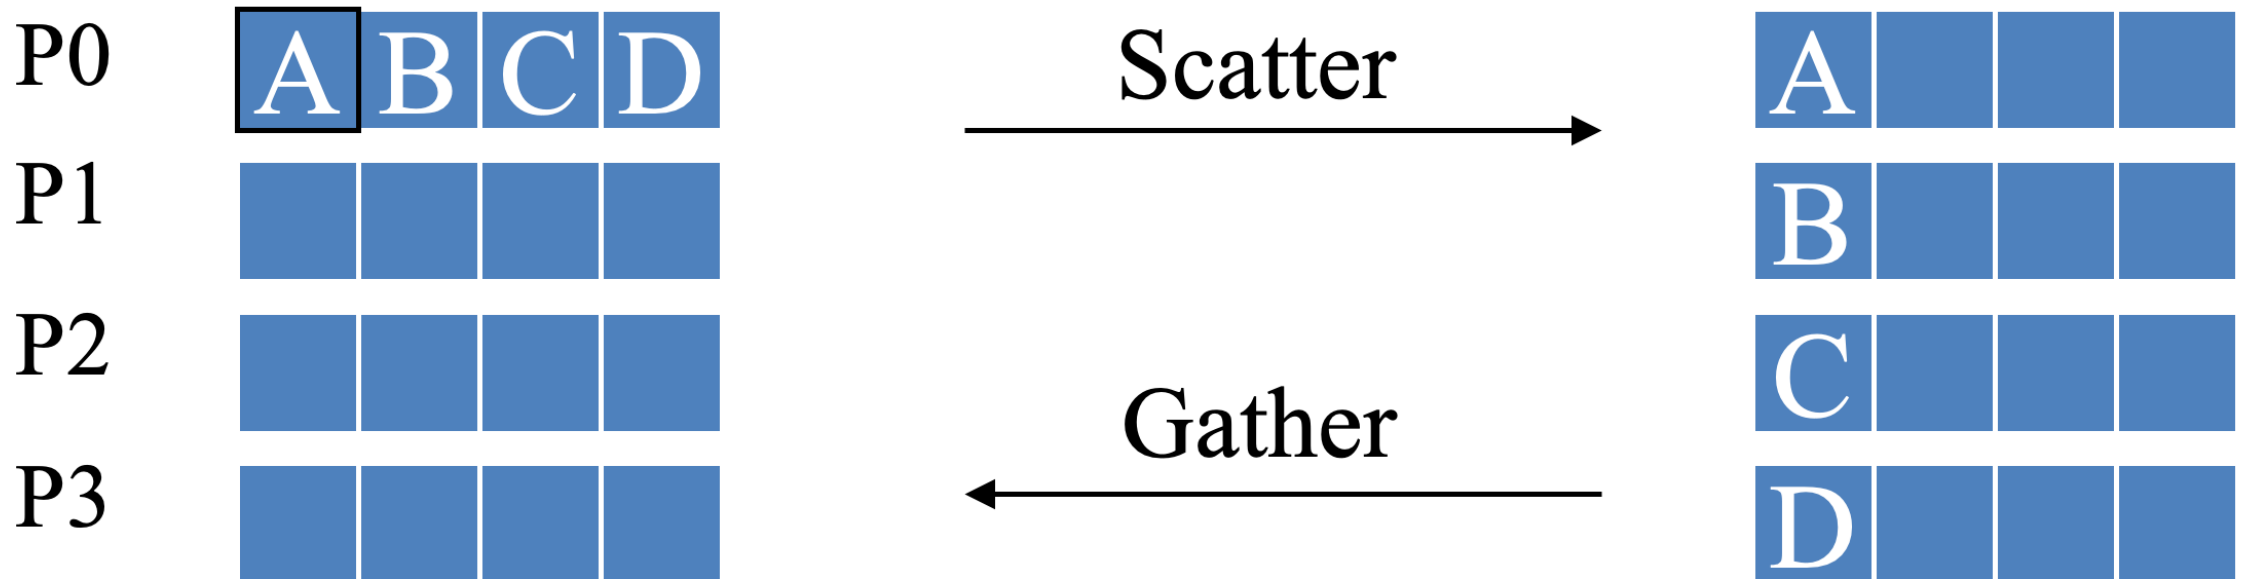 P0 A B C D Scatter A
P1 B
P2 C
Gather
P3 D